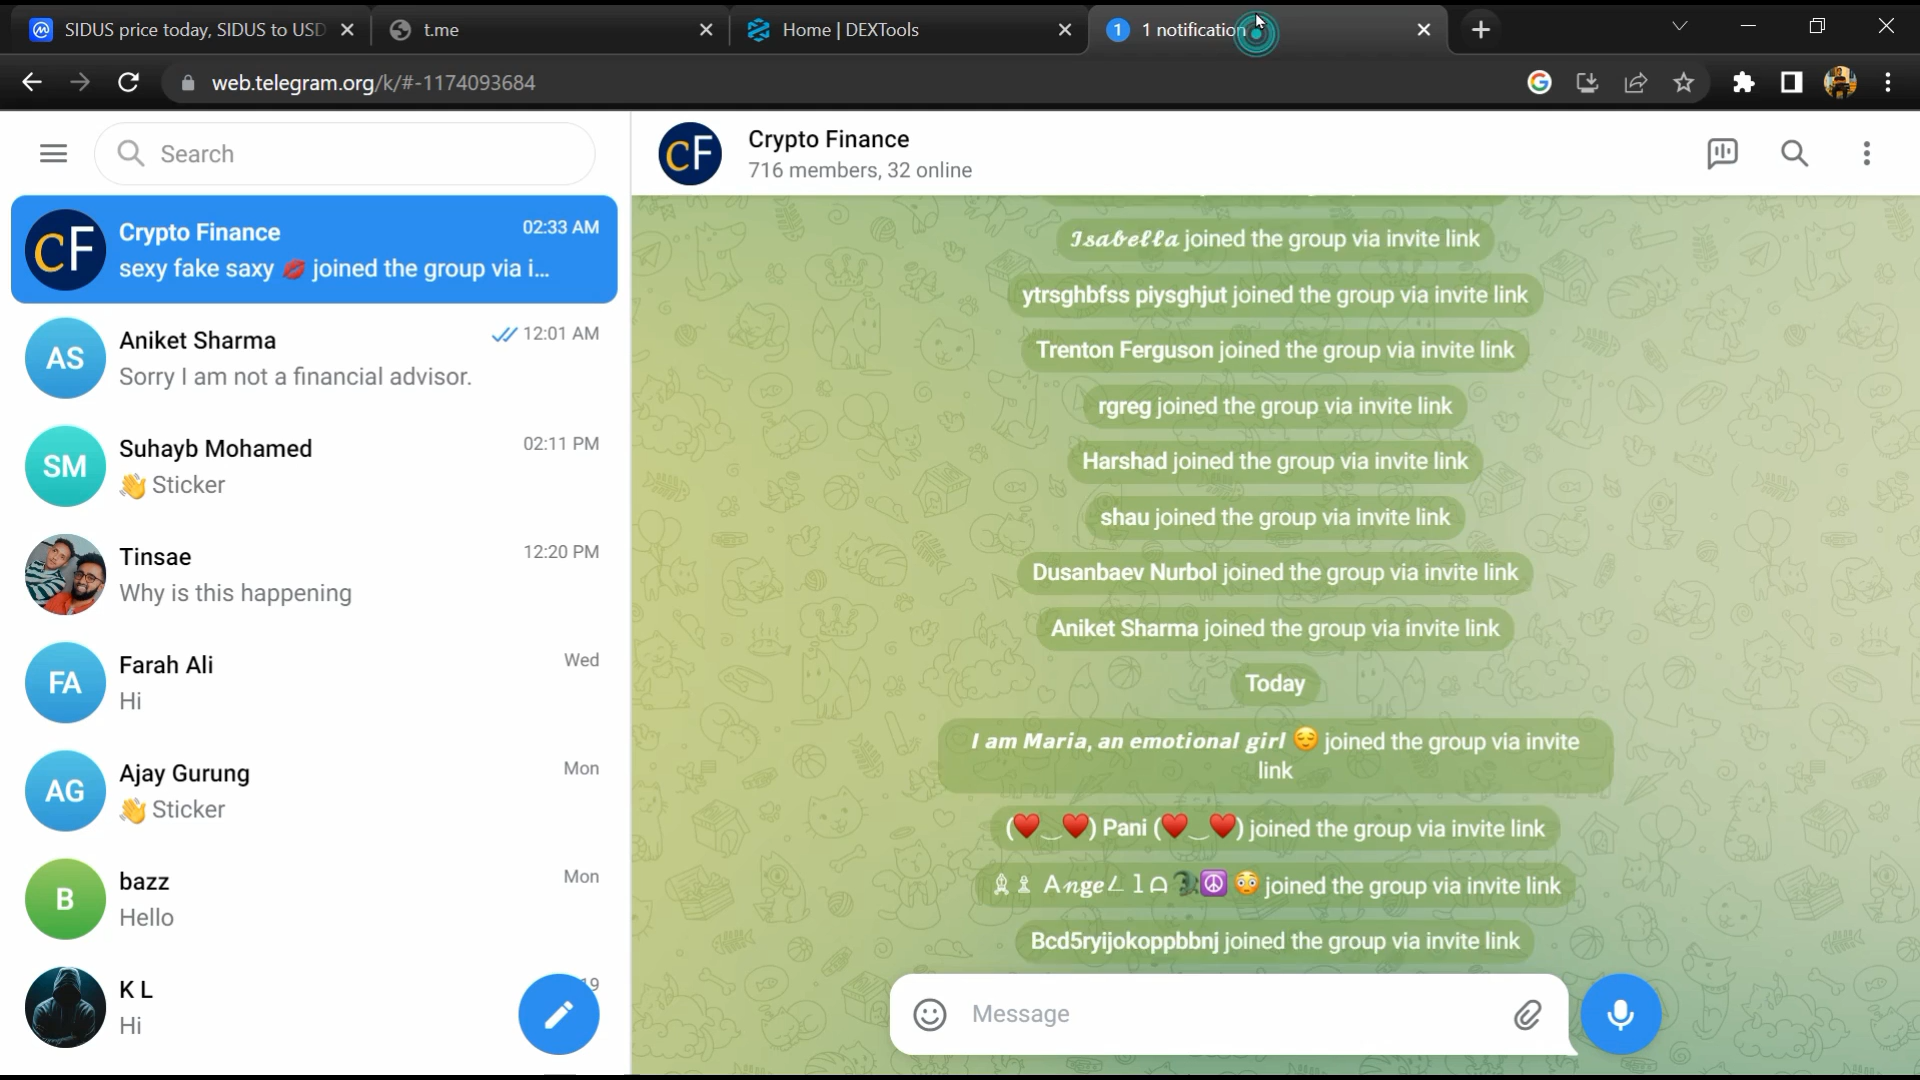 SIDUS price today, SIDUS to USD
t.me
Home | DEXTools
1
1 notification
web.telegram.org/k/#-1174093684
Search
CF
Crypto Finance
716 members, 32 online
CF
Crypto Finance
02:33 AM
sexy fake saxy 💋 joined the group via i...
AS
Aniket Sharma
12:01 AM
Sorry I am not a financial advisor.
SM
Suhayb Mohamed
02:11 PM
👋 Sticker
Tinsae
12:20 PM
Why is this happening
FA
Farah Ali
Wed
Hi
AG
Ajay Gurung
Mon
👋 Sticker
B
bazz
Mon
Hello
K L
Hi
𝓘𝓼𝓪𝓫𝓮𝓵𝓵𝓪 joined the group via invite link
ytrsghbfss piysghjut joined the group via invite link
Trenton Ferguson joined the group via invite link
rgreg joined the group via invite link
Harshad joined the group via invite link
shau joined the group via invite link
Dusanbaev Nurbol joined the group via invite link
Aniket Sharma joined the group via invite link
Today
I am Maria, an emotional girl 😌 joined the group via invite
link
(♥️‿♥️) Pani (♥️‿♥️) joined the group via invite link
joined the group via invite link
Bcd5ryijokoppbbnj joined the group via invite link
Message